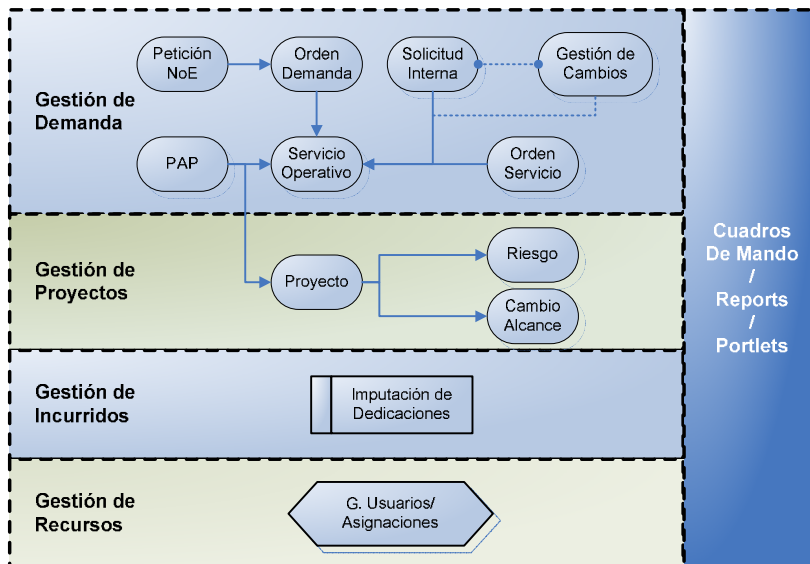 Petición
NoE
Orden
Demanda
Solicitud
Interna
Gestión de
Cambios
Gestión de
Demanda
PAP
Servicio
Operativo
Orden
Servicio
Gestión de
Proyectos
Proyecto
Riesgo
Cambio
Alcance
Gestión de
Incurridos
Imputación de
Dedicaciones
Gestión de
Recursos
G. Usuarios/
Asignaciones
Cuadros
De Mando
/
Reports
/
Portlets